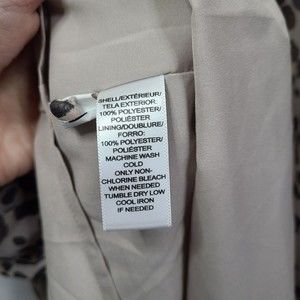 SHELL/EXTÉRIEUR/
TELA EXTERIOR:
100% POLYESTER/
POLIÉSTER
LINING/DOUBLURE/
FORRO:
100% POLYESTER/
POLIÉSTER
MACHINE WASH
COLD
ONLY NON-
CHLORINE BLEACH
WHEN NEEDED
TUMBLE DRY LOW
COOL IRON
IF NEEDED